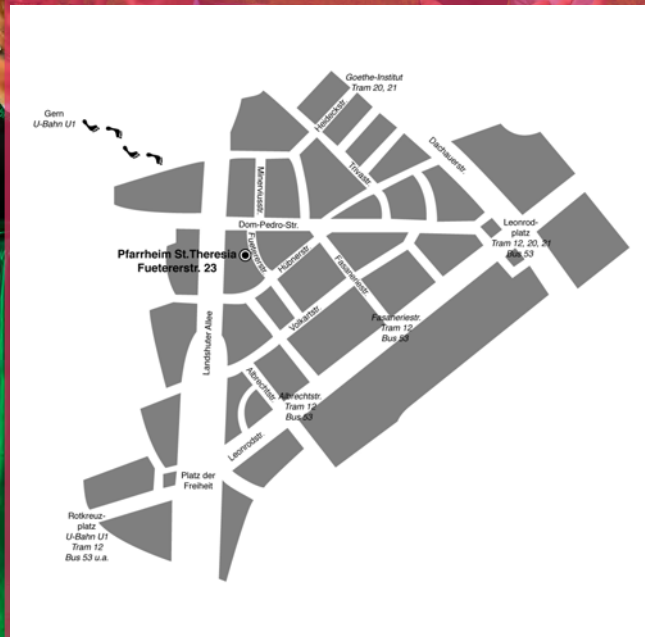 Goethe-Institut
Tram 20, 21
Gern
U-Bahn U1
Heideckstr.
Dachauerstr.
Trivastr.
Minerviusstr.
Dom-Pedro-Str.
Leonrod-
platz
Tram 12, 20, 21
Bus 53
Pfarrheim St.Theresia
Fuetererstr. 23
Fuetererstr.
Hübnerstr
Fasaneriestr.
Volkartstr
Fasaneriestr.
Tram 12
Bus 53
Landshuter Allee
Albrechtstr.
Albrechtstr.
Tram 12
Bus 53
Leonrodstr.
Platz der
Freiheit
Rotkreuz-
platz
U-Bahn U1
Tram 12
Bus 53 u.a.